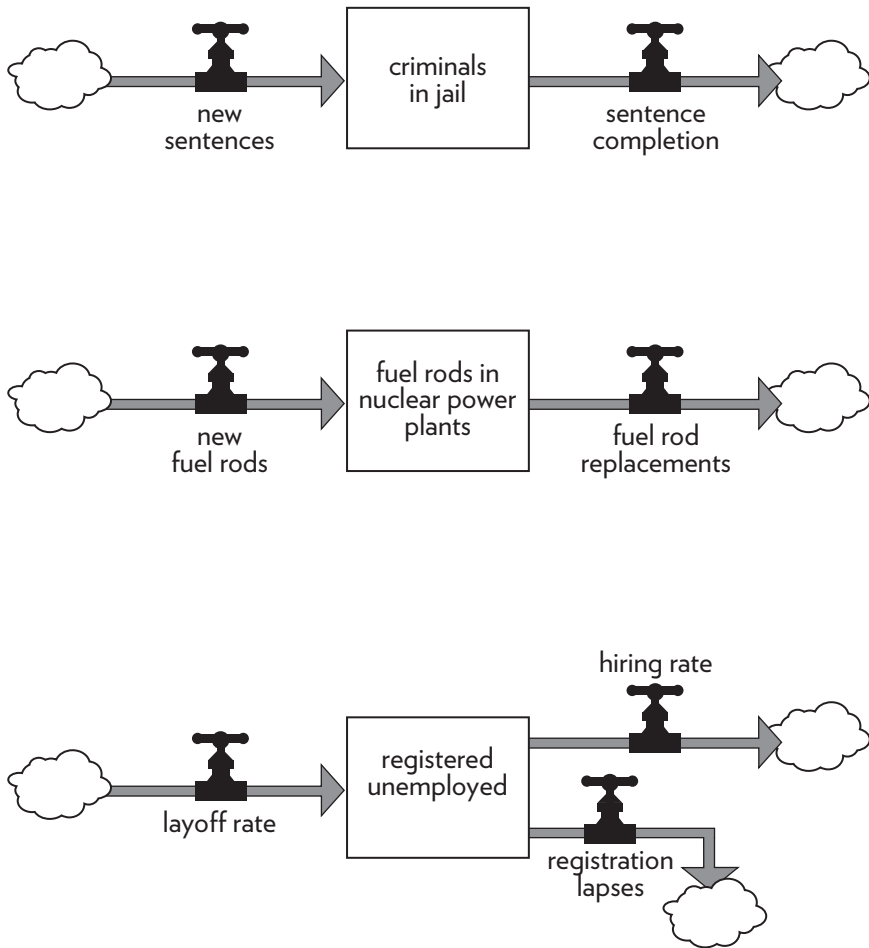 criminals
in jail
new
sentences
sentence
completion
fuel rods in
nuclear power
plants
new
fuel rods
fuel rod
replacements
hiring rate
registered
unemployed
layoff rate
registration
lapses